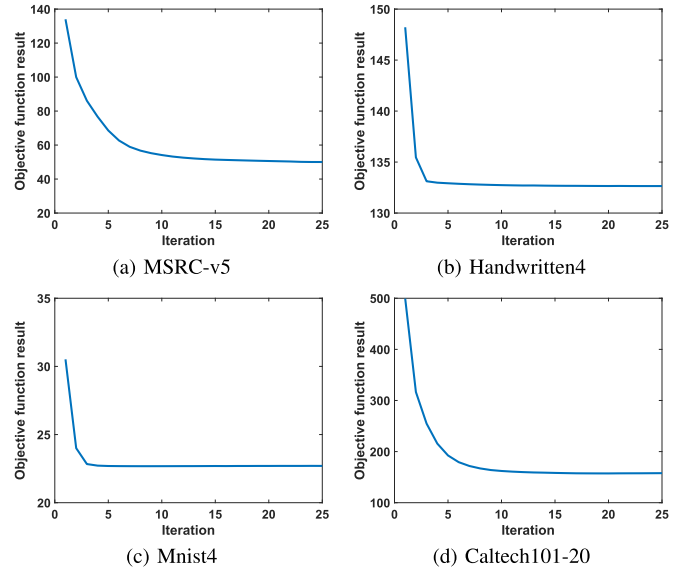 140
120
100
80
60
40
20
Objective function result
0 5 10 15 20 25
Iteration
(a) MSRC-v5
150
145
140
135
130
Objective function result
0 5 10 15 20 25
Iteration
(b) Handwritten4
35
30
25
20
Objective function result
0 5 10 15 20 25
Iteration
(c) Mnist4
500
400
300
200
100
Objective function result
0 5 10 15 20 25
Iteration
(d) Caltech101-20